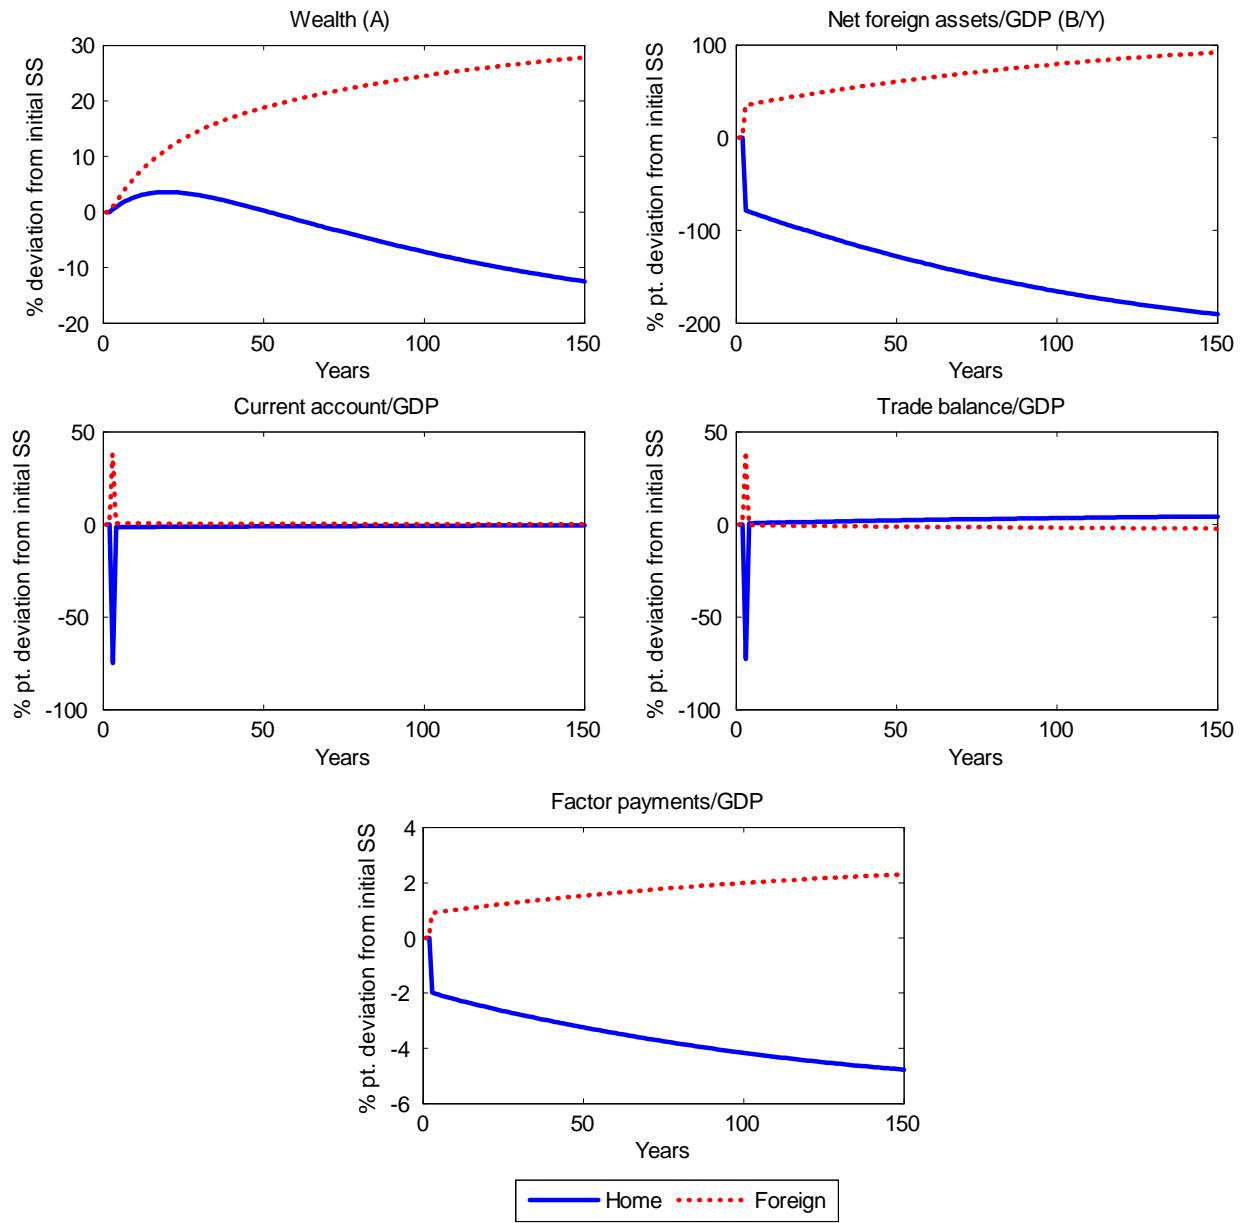 Wealth (A)
% deviation from initial SS
30
20
10
0
-10
-20
0
50
100
150
Years
Net foreign assets/GDP (B/Y)
% pt. deviation from initial SS
100
0
-100
-200
0
50
100
150
Years
Current account/GDP
% pt. deviation from initial SS
50
0
-50
-100
0
50
100
150
Years
Trade balance/GDP
% pt. deviation from initial SS
50
0
-50
-100
0
50
100
150
Years
Factor payments/GDP
% pt. deviation from initial SS
4
2
0
-2
-4
-6
0
50
100
150
Years
Home
Foreign